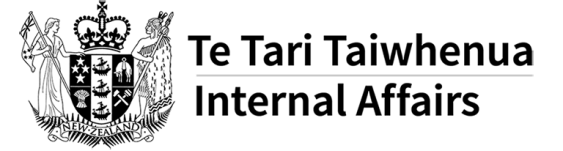 Te Tari Taiwhenua
Internal Affairs
NEW ZEALAND